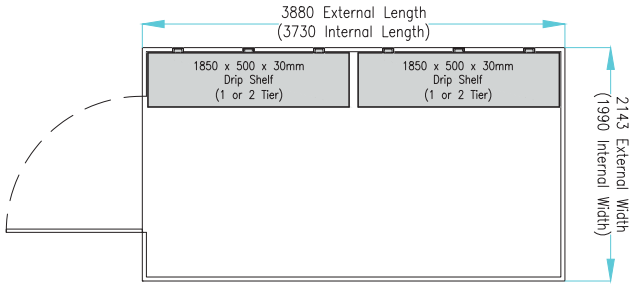 3880 External Length
(3730 Internal Length)
1850 x 500 x 30mm
Drip Shelf
(1 or 2 Tier)
1850 x 500 x 30mm
Drip Shelf
(1 or 2 Tier)
2143 External Width
(1990 Internal Width)